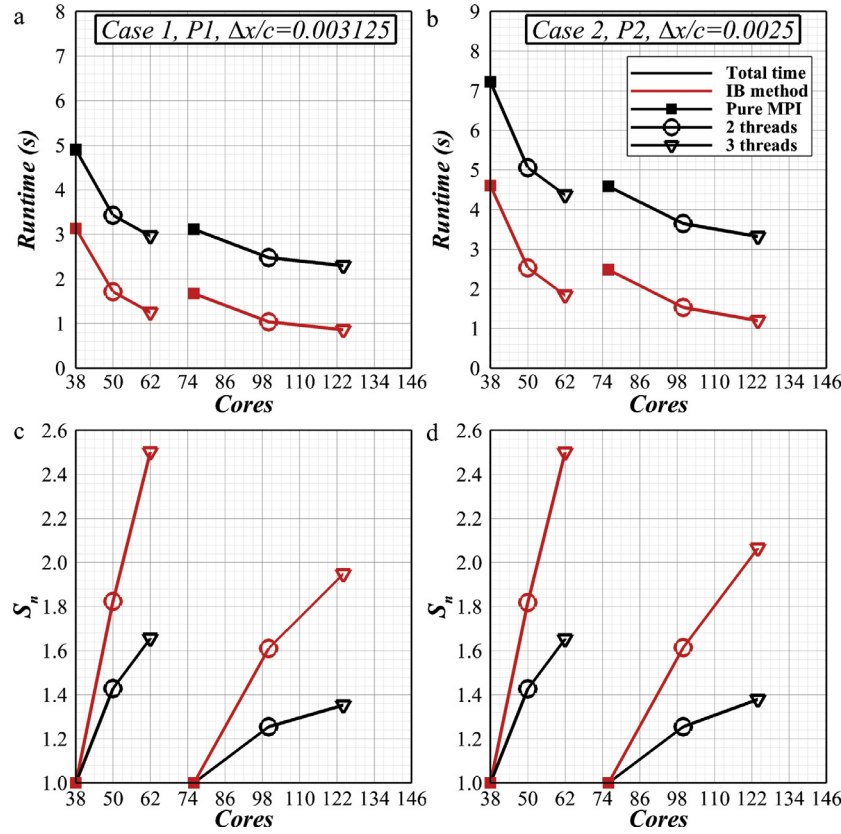 a
Case 1, P1, Δx/c=0.003125
8
7
6
5
4
3
2
1
0
Runtime (s)
38 50 62 74 86 98 110 122 134 146
Cores
b
Case 2, P2, Δx/c=0.0025
9
8
7
6
5
4
3
2
1
0
Runtime (s)
Total time
IB method
Pure MPI
2 threads
3 threads
38 50 62 74 86 98 110 122 134 146
Cores
c
2.6
2.4
2.2
2.0
1.8
1.6
1.4
1.2
1.0
Sn
38 50 62 74 86 98 110 122 134 146
Cores
d
2.6
2.4
2.2
2.0
1.8
1.6
1.4
1.2
1.0
Sn
38 50 62 74 86 98 110 122 134 146
Cores